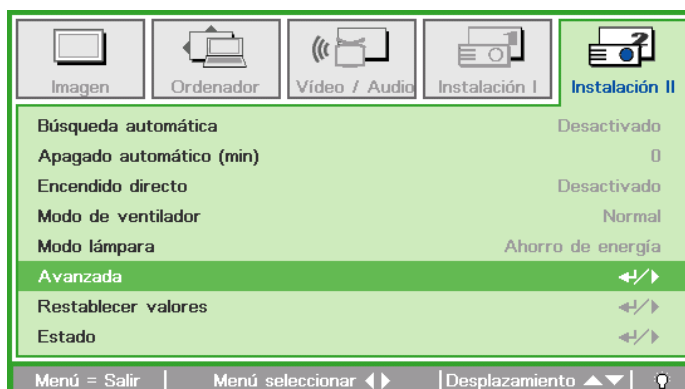 Imagen Ordenador Vídeo / Audio Instalación I Instalación II
Búsqueda automática Desactivado
Apagado automático (min) 0
Encendido directo Desactivado
Modo de ventilador Normal
Modo lámpara Ahorro de energía
Avanzada
Restablecer valores
Estado
Menú = Salir Menú seleccionar Desplazamiento